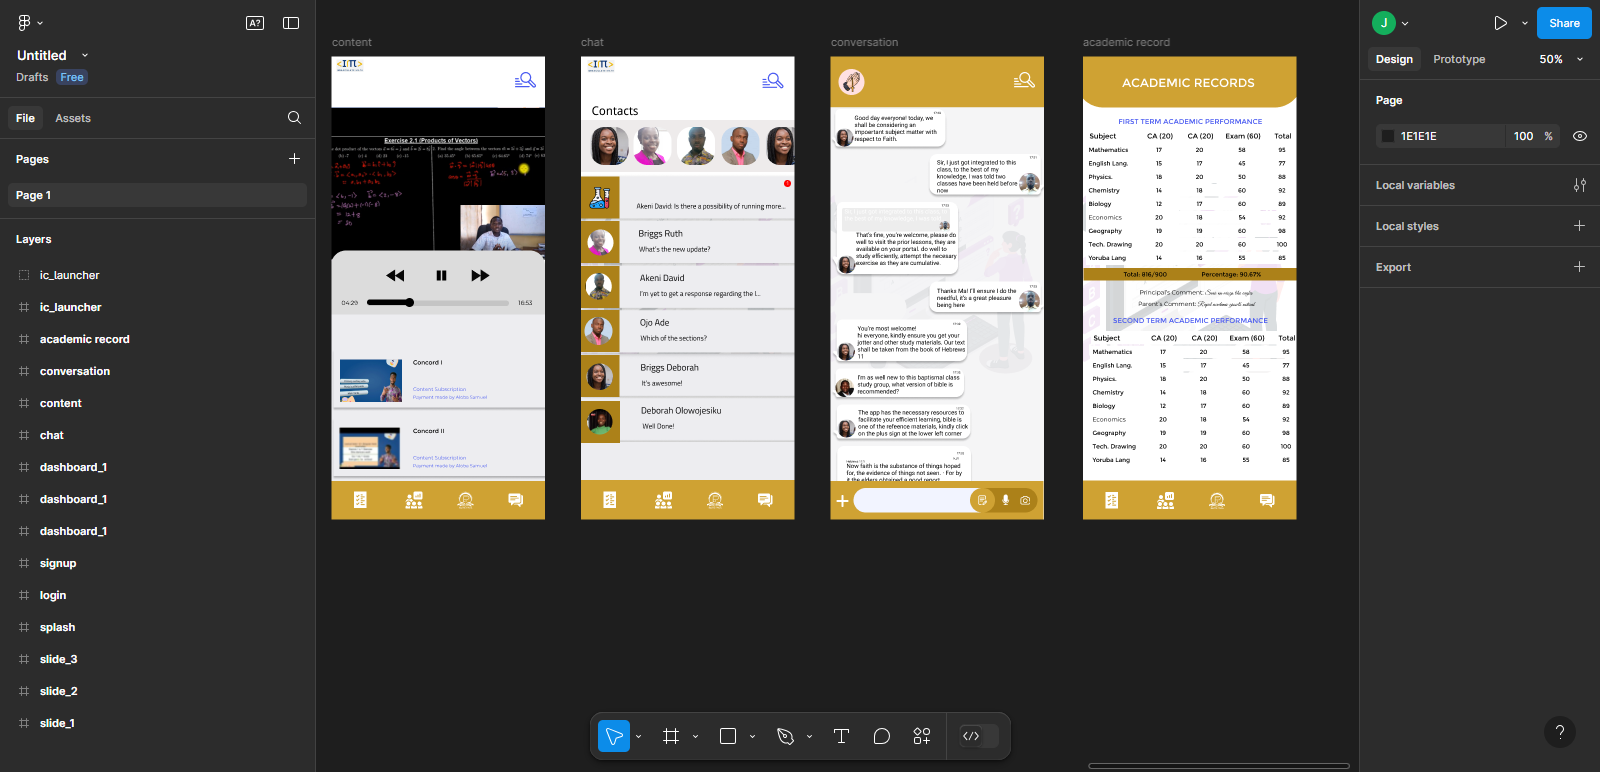 A?
Untitled
Drafts Free
File Assets
Pages
Page 1
Layers
ic_launcher
ic_launcher
academic record
conversation
content
chat
dashboard_1
dashboard_1
dashboard_1
signup
login
splash
slide_3
slide_2
slide_1
content
Exercise 2.1 (Products of Vectors)
04:29
16:53
Concord I
Content Subscription
Payment made by Aloba Samuel
Concord II
Content Subscription
Payment made by Aloba Samuel
chat
Contacts
Akeni David: Is there a possibility of running more...
Briggs Ruth
What's the new update?
Akeni David
I'm yet to get a response regarding the l...
Ojo Ade
Which of the sections?
Briggs Deborah
It's awesome!
Deborah Olowojesiku
Well Done!
conversation
Good day everyone! today, we
shall be considering an
impoertant subject matter with
respect to Faith.
Sir, I just got integrated to this
class, to the best of my
knowledge, I was told two
classes have been held before
now
That's fine, you're welcome, please do
well to visit the prior lessons, they are
available on your portal. do well to
study efficiently, attempt the necesary
exercise as they are cumulative.
Thanks Ma! I'll ensure I do the
needful, it's a great pleasure
being here
You're most welcome!
hi everyone, kindly ensure you get your
jotter and other study materials. Our text
shall be taken from the book of Hebrews
11
I'm as well new to this baptismal class
study group, what version of bible is
recommended?
The app has the necessary resources to
facilitate your efficient learning, bible is
one of the refeence materials, kindly click
on the plus sign at the lower left corner
Now faith is the substance of things hoped
for, the evidence of things not seen. · For by
it the elders obtained a good report.
academic record
ACADEMIC RECORDS
FIRST TERM ACADEMIC PERFORMANCE
Subject CA (20) CA (20) Exam (60) Total
Mathematics 17 20 58 95
English Lang. 15 17 45 77
Physics. 18 20 50 88
Chemistry 14 18 60 92
Biology 12 17 60 89
Economics 20 18 54 92
Geography 19 19 60 98
Tech. Drawing 20 20 60 100
Yoruba Lang 14 16 55 85
Total: 816/900 Percentage: 90.67%
Principal's Comment:
Parent's Comment:
SECOND TERM ACADEMIC PERFORMANCE
Subject CA (20) CA (20) Exam (60) Total
Mathematics 17 20 58 95
English Lang. 15 17 45 77
Physics. 18 20 50 88
Chemistry 14 18 60 92
Biology 12 17 60 89
Economics 20 18 54 92
Geography 19 19 60 98
Tech. Drawing 20 20 60 100
Yoruba Lang 14 16 55 85
J
Share
Design Prototype 50%
Page
1E1E1E 100 %
Local variables
Local styles
Export
?